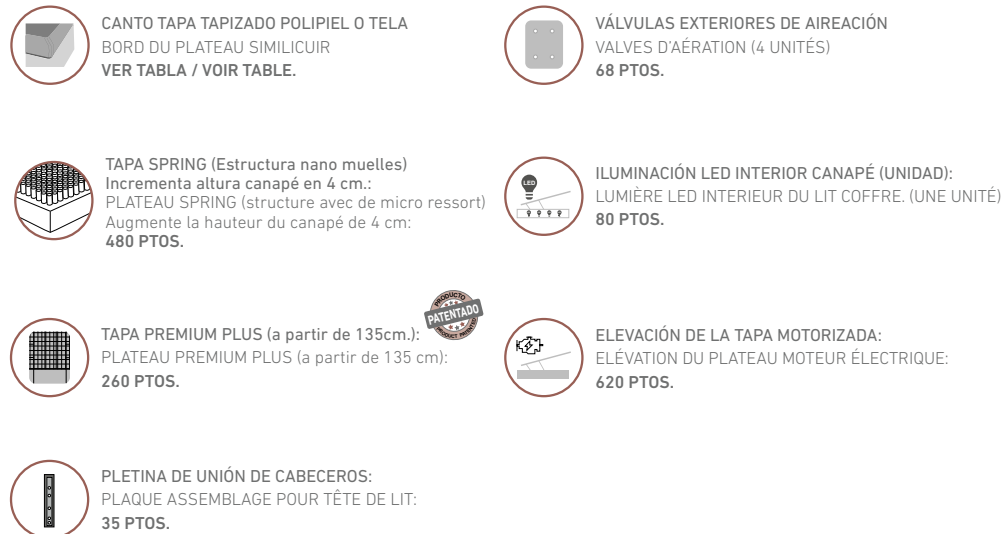 CANTO TAPA TAPIZADO POLIPIEL O TELA
BORD DU PLATEAU SIMILICUIR
VER TABLA / VOIR TABLE.
VÁLVULAS EXTERIORES DE AIREACIÓN
VALVES D'AÉRATION (4 UNITÉS)
68 PTOS.
TAPA SPRING (Estructura nano muelles)
Incrementa altura canapé en 4 cm.:
PLATEAU SPRING (structure avec de micro ressort)
Augmente la hauteur du canapé de 4 cm:
480 PTOS.
LED
ILUMINACIÓN LED INTERIOR CANAPÉ (UNIDAD):
LUMIÈRE LED INTERIEUR DU LIT COFFRE. (UNE UNITÉ)
80 PTOS.
PRODUCTO
PATENTADO
PRODUCT PATENTED
TAPA PREMIUM PLUS (a partir de 135cm.):
PLATEAU PREMIUM PLUS (a partir de 135 cm):
260 PTOS.
ELEVACIÓN DE LA TAPA MOTORIZADA:
ELÉVATION DU PLATEAU MOTEUR ÉLECTRIQUE:
620 PTOS.
PLETINA DE UNIÓN DE CABECEROS:
PLAQUE ASSEMBLAGE POUR TÊTE DE LIT:
35 PTOS.